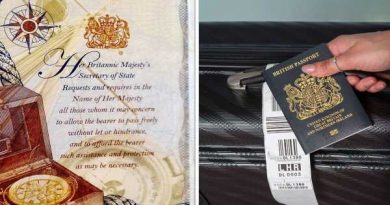 Her Britannic Majesty's
Secretary of State
Requests and requires in the
Name of Her Majesty
all those whom it may concern
to allow the bearer to pass freely
without let or hindrance,
and to afford the bearer
such assistance and protection
as may be necessary.
BRITISH PASSPORT
LHR